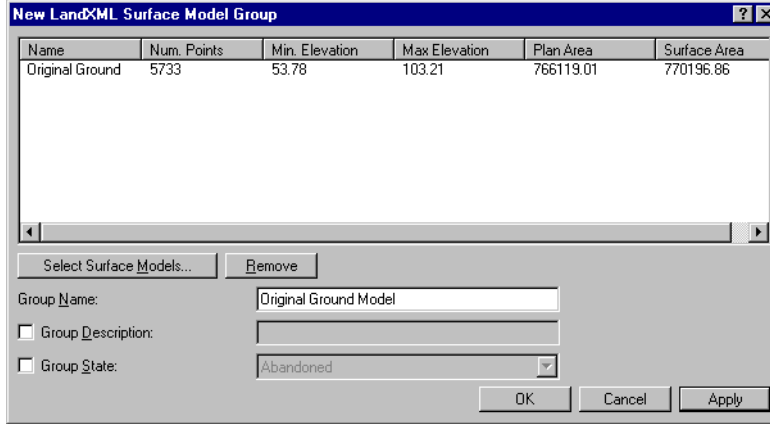 New LandXML Surface Model Group
Name Num. Points Min. Elevation Max Elevation Plan Area Surface Area
Original Ground 5733 53.78 103.21 766119.01 770196.86
Select Surface Models... Remove
Group Name: Original Ground Model
Group Description:
Group State: Abandoned
OK Cancel Apply